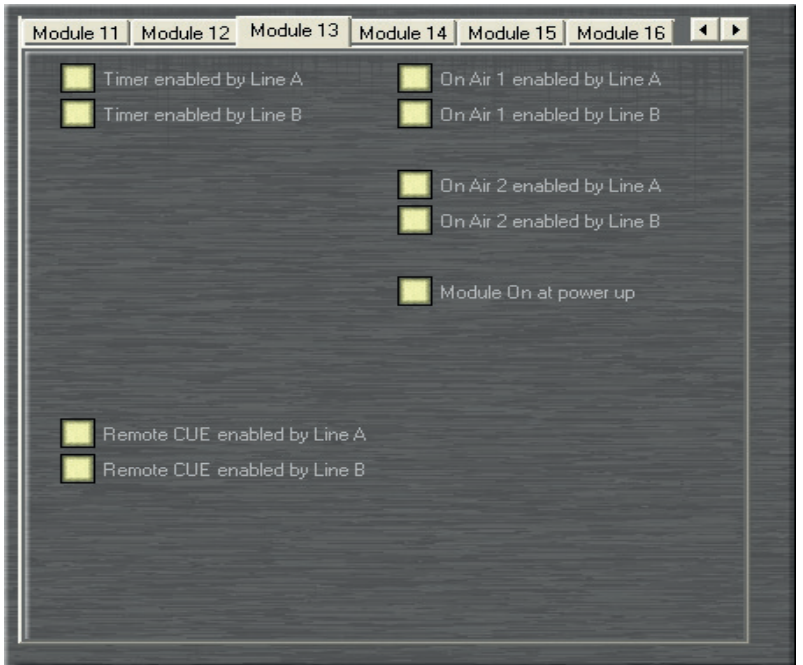 Module 11 Module 12 Module 13 Module 14 Module 15 Module 16
Timer enabled by Line A
Timer enabled by Line B
On Air 1 enabled by Line A
On Air 1 enabled by Line B
On Air 2 enabled by Line A
On Air 2 enabled by Line B
Module On at power up
Remote CUE enabled by Line A
Remote CUE enabled by Line B